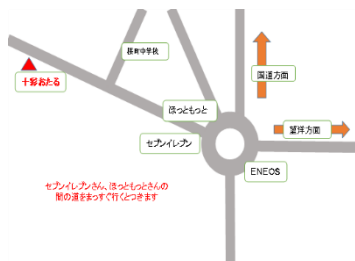 桜町中学校
国道方面
十彩おたる
ほっともっと
セブンイレブン
望洋方面
ENEOS
セブンイレブンさん、ほっともっとさんの
間の道をまっすぐ行くとつきます